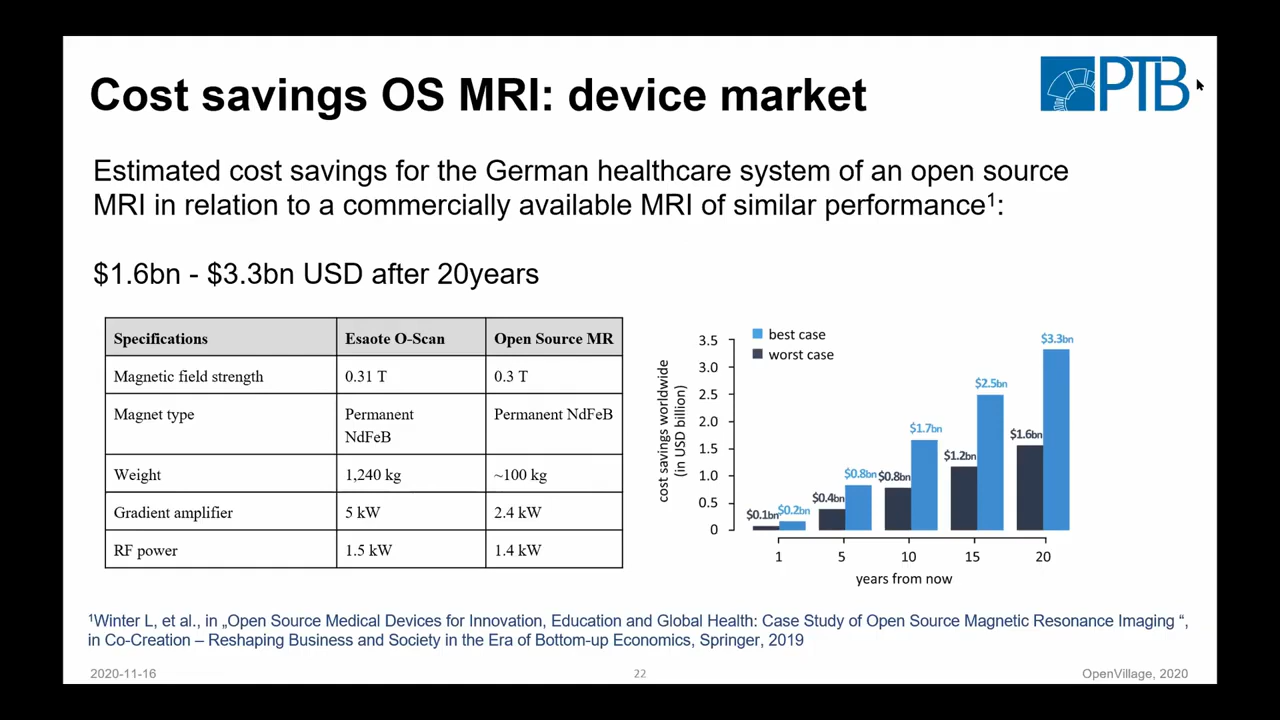 Cost savings OS MRI: device market
PTB
Estimated cost savings for the German healthcare system of an open source
MRI in relation to a commercially available MRI of similar performance¹:
$1.6bn - $3.3bn USD after 20years
Specifications Esaote O-Scan Open Source MR
Magnetic field strength 0.31 T 0.3 T
Magnet type Permanent NdFeB Permanent NdFeB
Weight 1,240 kg ~100 kg
Gradient amplifier 5 kW 2.4 kW
RF power 1.5 kW 1.4 kW
best case
worst case
cost savings worldwide
(in USD billion)
3.5
3.0
2.5
2.0
1.5
1.0
0.5
0
$0.1bn $0.2bn $0.4bn $0.8bn $0.8bn $1.7bn $1.2bn $2.5bn $1.6bn $3.3bn
1 5 10 15 20
years from now
¹Winter L, et al., in „Open Source Medical Devices for Innovation, Education and Global Health: Case Study of Open Source Magnetic Resonance Imaging “,
in Co-Creation – Reshaping Business and Society in the Era of Bottom-up Economics, Springer, 2019
2020-11-16 22 OpenVillage, 2020